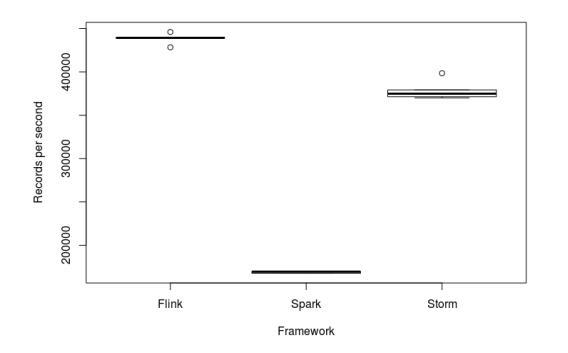 Records per second
400000
300000
200000
Flink Spark Storm
Framework